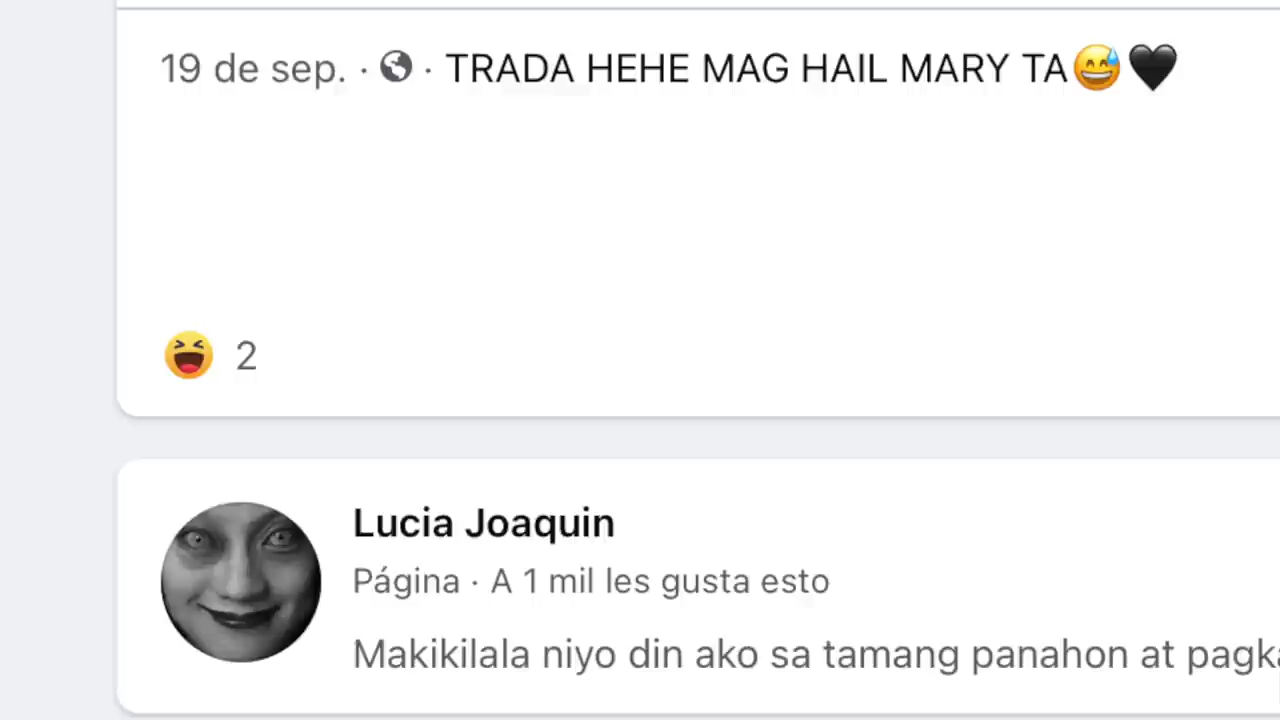 19 de sep. · · TRADA HEHE MAG HAIL MARY TA😅🖤
2
Lucia Joaquin
Página · A 1 mil les gusta esto
Makikilala niyo din ako sa tamang panahon at